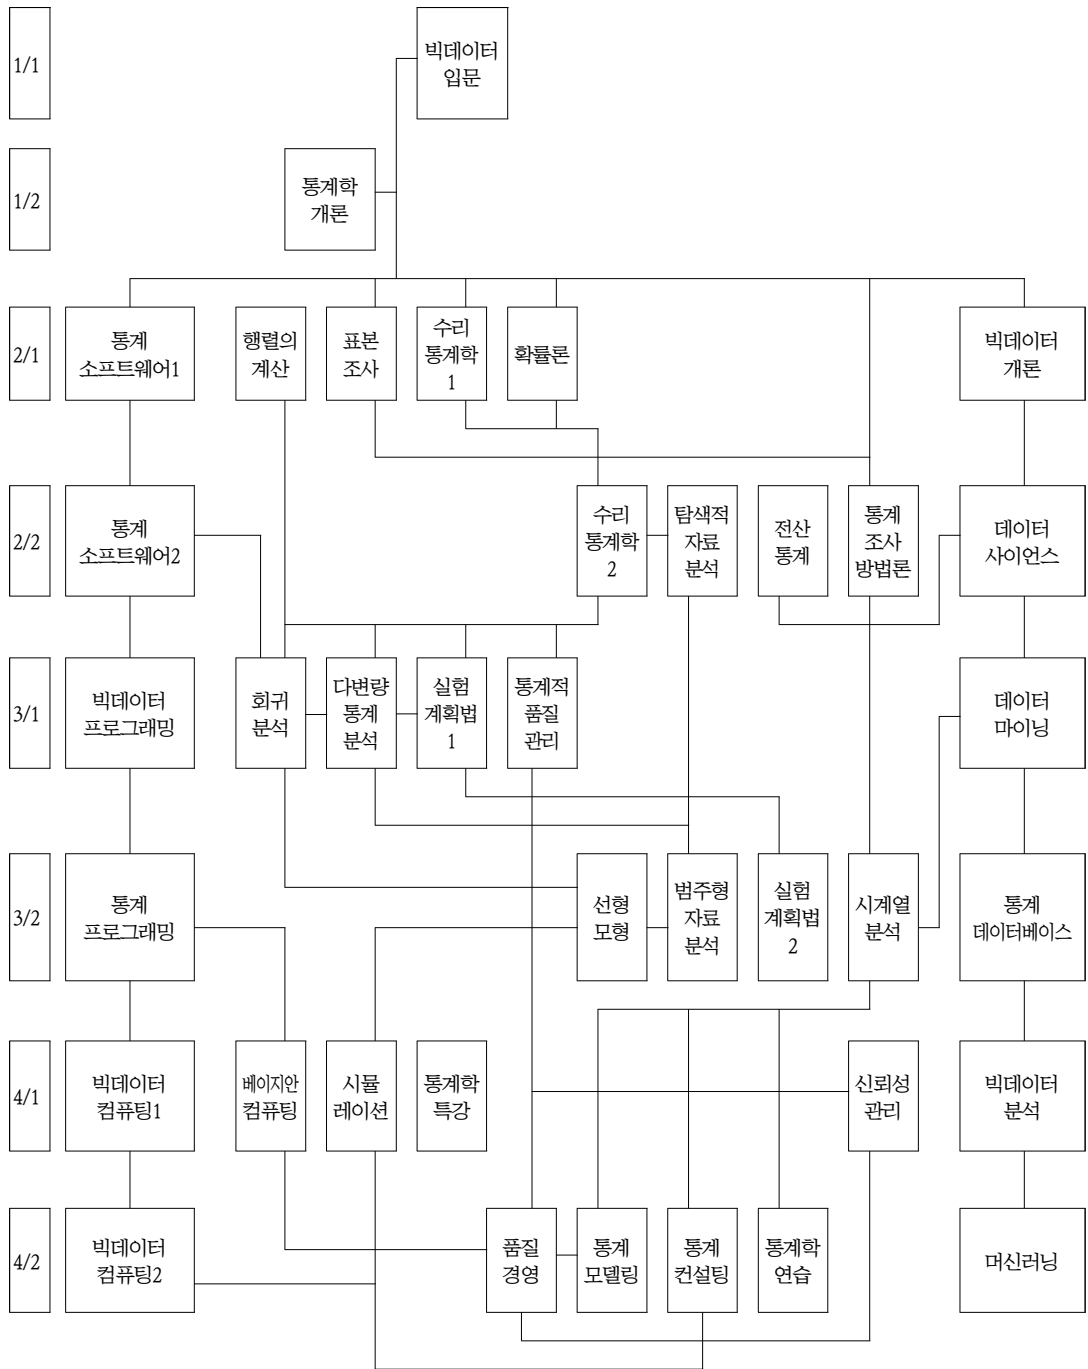 1/1
빅데이터
입문
1/2
통계학
개론
2/1
통계
소프트웨어1
행렬의
계산
표본
조사
수리
통계학
1
확률론
빅데이터
개론
2/2
통계
소프트웨어2
수리
통계학
2
탐색적
자료
분석
전산
통계
통계
조사
방법론
데이터
사이언스
3/1
빅데이터
프로그래밍
회귀
분석
다변량
통계
분석
실험
계획법
1
통계적
품질
관리
데이터
마이닝
3/2
통계
프로그래밍
선형
모형
범주형
자료
분석
실험
계획법
2
시계열
분석
통계
데이터베이스
4/1
빅데이터
컴퓨팅1
베이지안
컴퓨팅
시뮬
레이션
통계학
특강
신뢰성
관리
빅데이터
분석
4/2
빅데이터
컴퓨팅2
품질
경영
통계
모델링
통계
컨설팅
통계학
연습
머신러닝